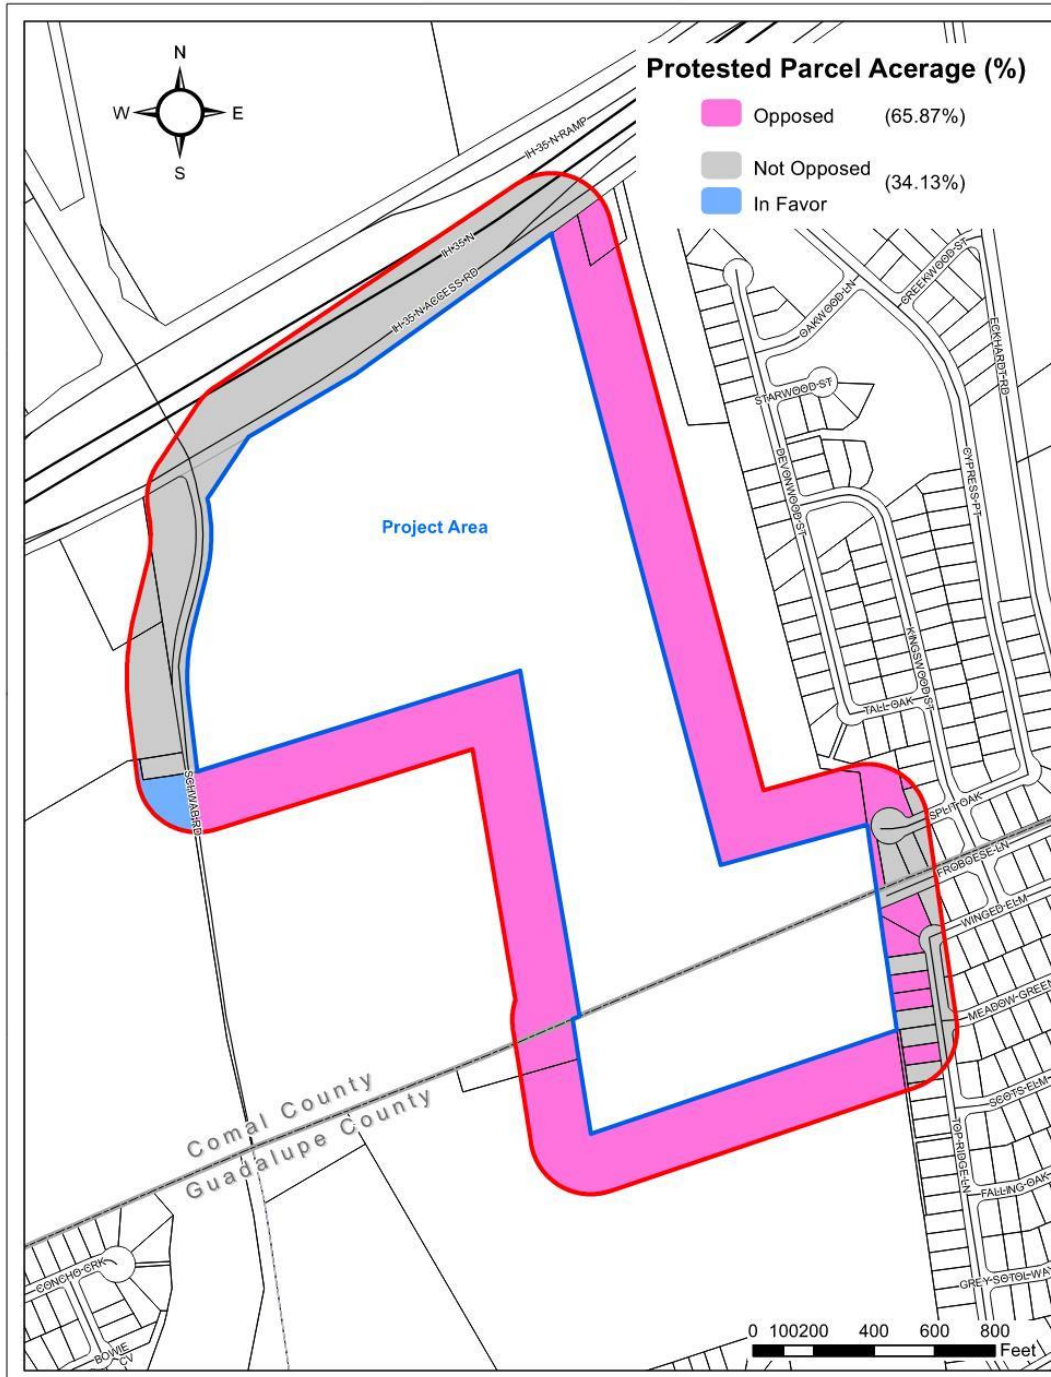 N
W E
S
Protested Parcel Acerage (%)
Opposed (65.87%)
Not Opposed
(34.13%)
In Favor
IH-35-N-RAMP
IH-35-N
IH-35-N-ACCESS-RD
CREEKWOOD-ST
OAKWOOD-LN
ECKHARDT-RD
STARWOOD-ST
DEVONWOOD-ST
CYPRESS-PT
Project Area
KINGSWOOD-ST
TALL-OAK
SCHWAB-RD
SPLIT-OAK
FROBOESE-LN
WINGED-ELM
MEADOW-GREEN
SCOTS-ELM
Comal County
Guadalupe County
TOP-RIDGE-LN
FALLING-OAK
CONCHO-CRK
GREY-SOTOL-WAY
BOWIE
CV
0 100200 400 600 800
Feet